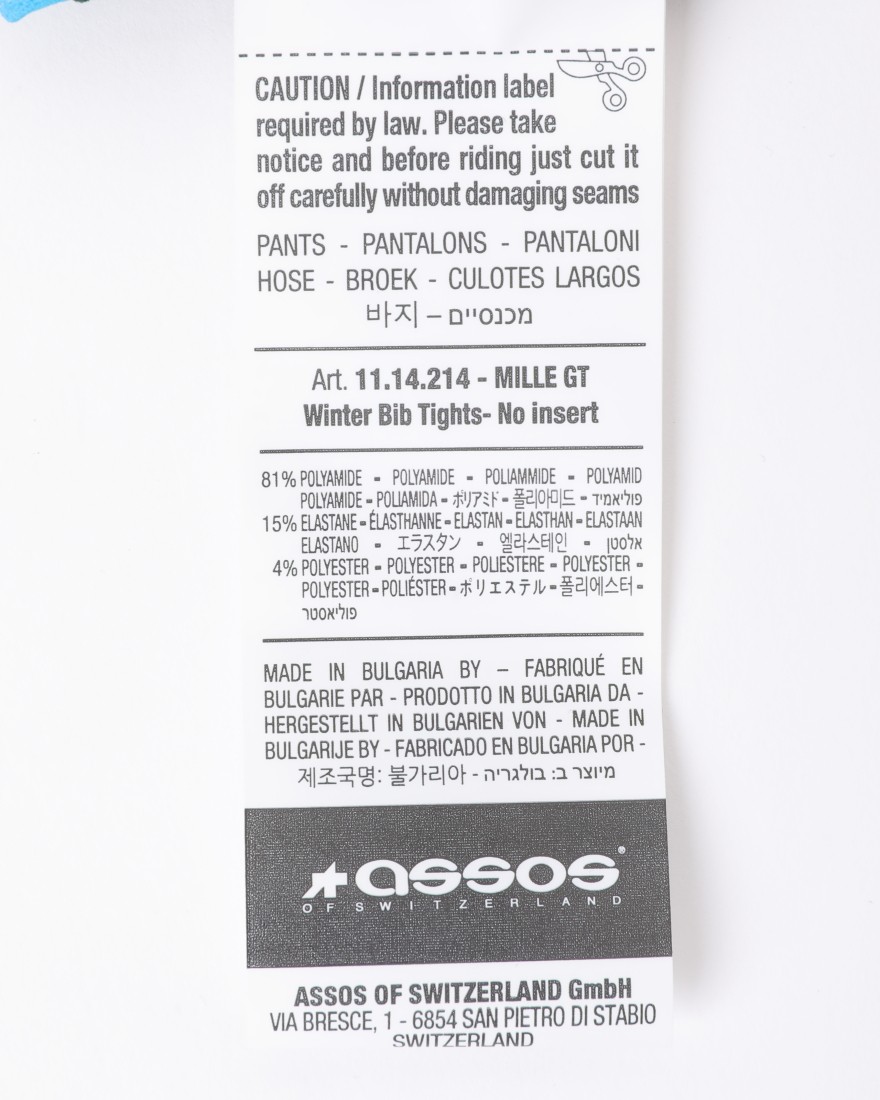 CAUTION / Information label
required by law. Please take
notice and before riding just cut it
off carefully without damaging seams
PANTS - PANTALONS - PANTALONI
HOSE - BROEK - CULOTES LARGOS
바지 – מכנסיים
Art. 11.14.214 - MILLE GT
Winter Bib Tights- No insert
81% POLYAMIDE - POLYAMIDE - POLIAMMIDE - POLYAMID
POLYAMIDE - POLIAMIDA - ポリアミド - 폴리아미드 - פוליאמיד
15% ELASTANE - ÉLASTHANNE - ELASTAN - ELASTHAN - ELASTAAN
ELASTANO - エラスタン - 엘라스테인 - אלסטן
4% POLYESTER - POLYESTER - POLIESTERE - POLYESTER -
POLYESTER - POLIÉSTER - ポリエステル - 폴리에스터 -
פוליאסטר
MADE IN BULGARIA BY – FABRIQUÉ EN
BULGARIE PAR - PRODOTTO IN BULGARIA DA -
HERGESTELLT IN BULGARIEN VON - MADE IN
BULGARIJE BY - FABRICADO EN BULGARIA POR -
제조국명: 불가리아 - מיוצר ב: בולגריה
assos®
OF SWITZERLAND
ASSOS OF SWITZERLAND GmbH
VIA BRESCE, 1 - 6854 SAN PIETRO DI STABIO
SWITZERLAND